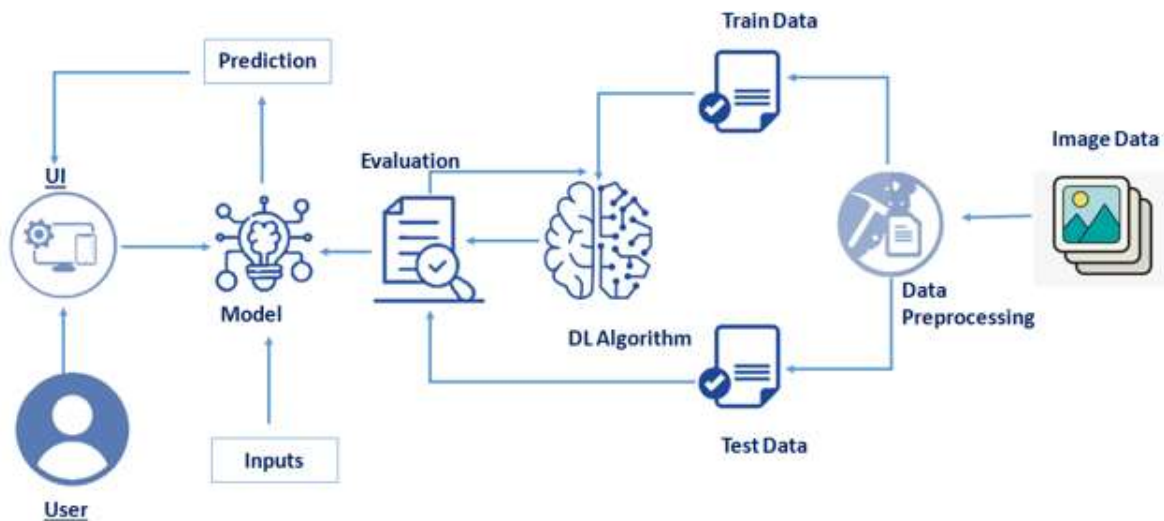 Train Data
Prediction
Image Data
Evaluation
UI
Data
Preprocessing
Model
DL Algorithm
Test Data
Inputs
User